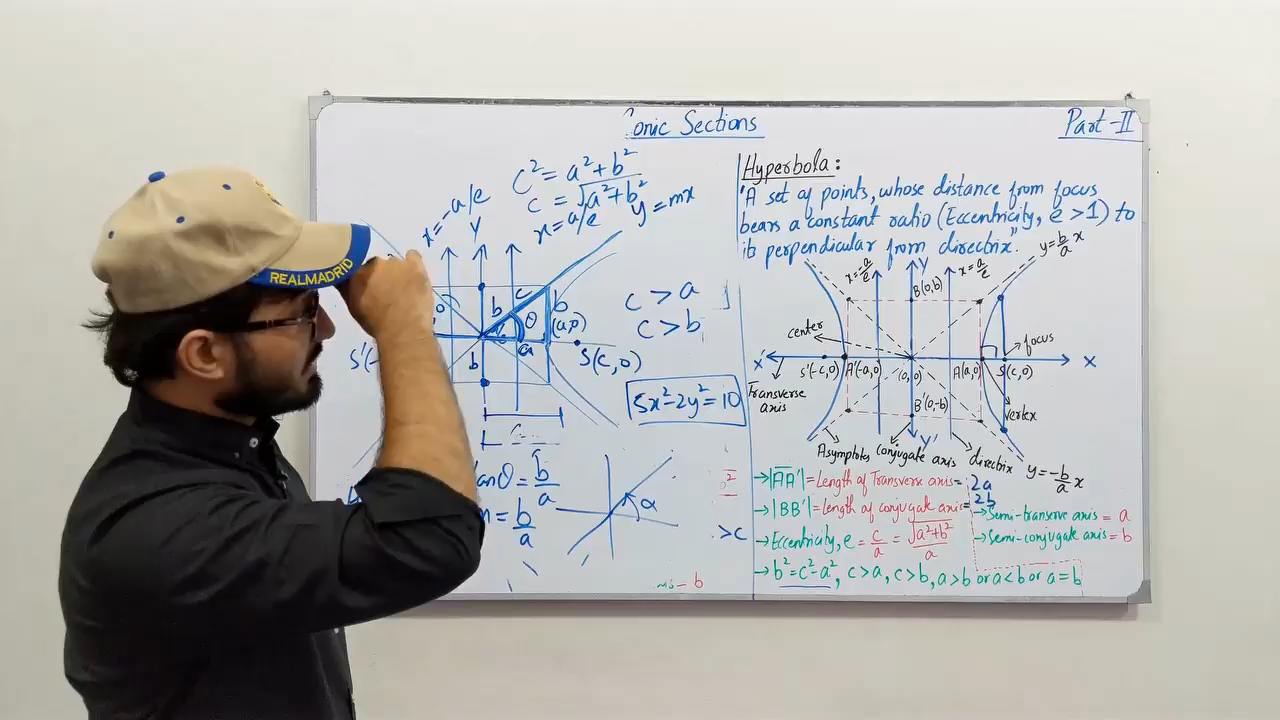 Conic Sections
Part-II
REALMADRID
c² = a² + b²
c = √a² + b²
x = a/e
y = mx
x = -a/e
Y
c
b
b
θ
(a,0)
a
b
S(c,0)
S'(-
c > a
c > b
5x² - 2y² = 10
tanθ = b/a
= b/a
α
b²
>c
b
Hyperbola:
"A set of points, whose distance from focus
bears a constant ratio (Eccentricity, e > 1) to
its perpendicular from directrix".
y = b/a x
x = -a/e
Y
x = a/e
B(0,b)
center
focus
X'
S'(-c,0)
A'(-a,0)
(0,0)
A(a,0)
S(c,0)
X
Transverse
axis
B'(0,-b)
vertex
Y'
Asymptotes
conjugate axis
directrix
y = -b/a x
→|AA'| = Length of Transverse axis = 2a
→|BB'| = length of conjugate axis = 2b
→Semi-transverse axis = a
→Semi-conjugate axis = b
→Eccentricity, e = c/a = √a²+b²/a
→b² = c² - a², c > a, c > b, a > b or a < b or a = b